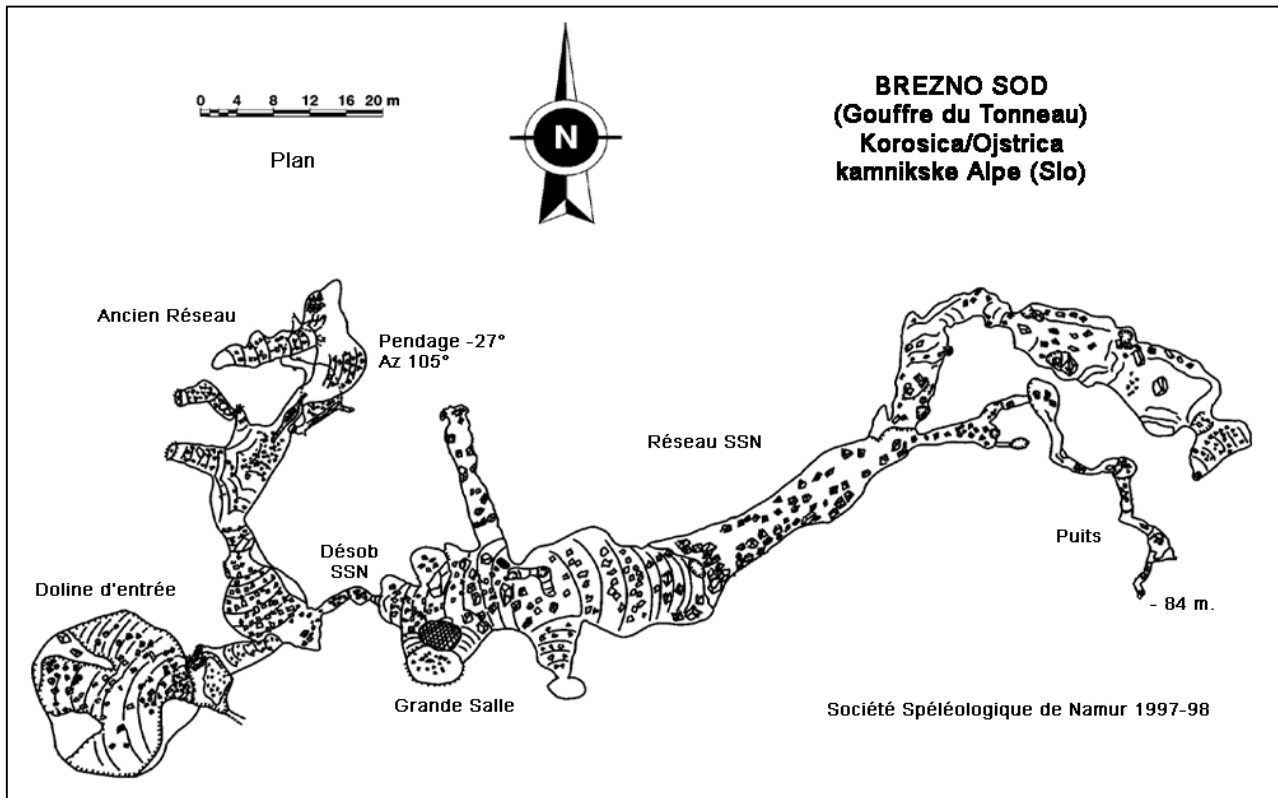 0 4 8 12 16 20 m
Plan
N
BREZNO SOD
(Gouffre du Tonneau)
Korosica/Ojstrica
kamnikske Alpe (Slo)
Ancien Réseau
Pendage -27°
Az 105°
Réseau SSN
Désob
SSN
Puits
Doline d'entrée
- 84 m.
Grande Salle
Société Spéléologique de Namur 1997-98